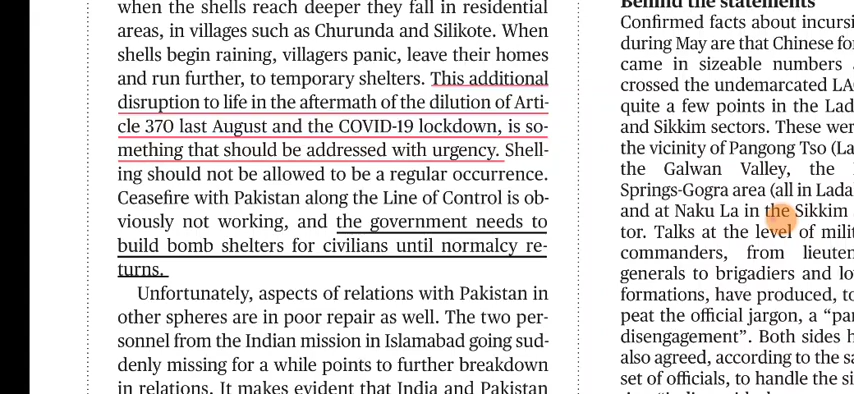 when the shells reach deeper they fall in residential
areas, in villages such as Churunda and Silikote. When
shells begin raining, villagers panic, leave their homes
and run further, to temporary shelters. This additional
disruption to life in the aftermath of the dilution of Arti-
cle 370 last August and the COVID-19 lockdown, is so-
mething that should be addressed with urgency. Shell-
ing should not be allowed to be a regular occurrence.
Ceasefire with Pakistan along the Line of Control is ob-
viously not working, and the government needs to
build bomb shelters for civilians until normalcy re-
turns.
Unfortunately, aspects of relations with Pakistan in
other spheres are in poor repair as well. The two per-
sonnel from the Indian mission in Islamabad going sud-
denly missing for a while points to further breakdown
in relations. It makes evident that India and Pakistan
Behind the statements
Confirmed facts about incursi
during May are that Chinese for
came in sizeable numbers
crossed the undemarcated LA
quite a few points in the Lad
and Sikkim sectors. These wer
the vicinity of Pangong Tso (La
the Galwan Valley, the
Springs-Gogra area (all in Lada
and at Naku La in the Sikkim
tor. Talks at the level of milit
commanders, from lieuten
generals to brigadiers and lo
formations, have produced, to
peat the official jargon, a “par
disengagement”. Both sides h
also agreed, according to the sa
set of officials, to handle the si